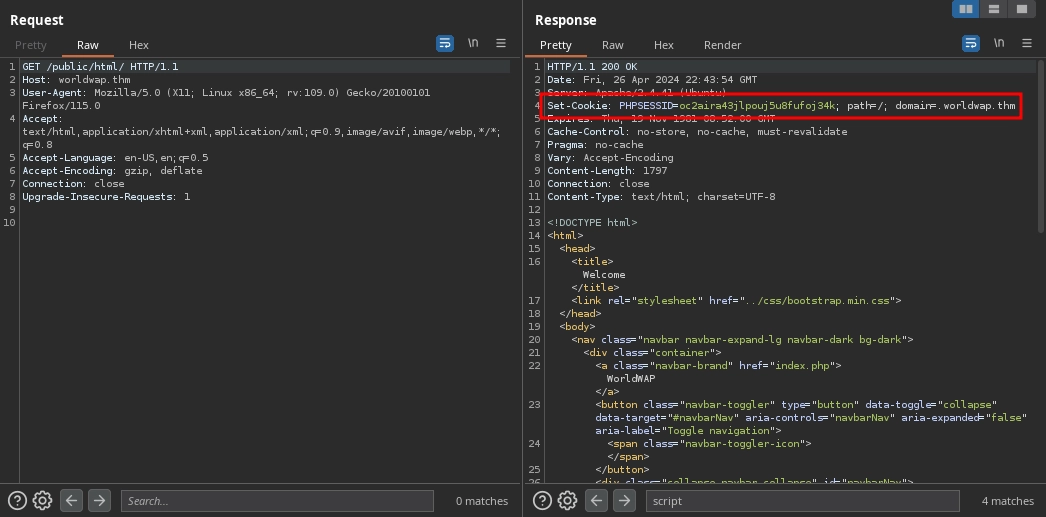 Request
Pretty Raw Hex \n
1 GET /public/html/ HTTP/1.1
2 Host: worldwap.thm
3 User-Agent: Mozilla/5.0 (X11; Linux x86_64; rv:109.0) Gecko/20100101
Firefox/115.0
4 Accept:
text/html,application/xhtml+xml,application/xml;q=0.9,image/avif,image/webp,*/*;
q=0.8
5 Accept-Language: en-US,en;q=0.5
6 Accept-Encoding: gzip, deflate
7 Connection: close
8 Upgrade-Insecure-Requests: 1
9
10
Search... 0 matches
Response
Pretty Raw Hex Render \n
1 HTTP/1.1 200 OK
2 Date: Fri, 26 Apr 2024 22:43:54 GMT
3 Server: Apache/2.4.41 (Ubuntu)
4 Set-Cookie: PHPSESSID=oc2aira43jlpouj5u8fufoj34k; path=/; domain=.worldwap.thm
5 Expires: Thu, 19 Nov 1981 08:52:00 GMT
6 Cache-Control: no-store, no-cache, must-revalidate
7 Pragma: no-cache
8 Vary: Accept-Encoding
9 Content-Length: 1797
10 Connection: close
11 Content-Type: text/html; charset=UTF-8
12
13 <!DOCTYPE html>
14 <html>
15 <head>
16 <title>
Welcome
</title>
17 <link rel="stylesheet" href="../css/bootstrap.min.css">
18 </head>
19 <body>
20 <nav class="navbar navbar-expand-lg navbar-dark bg-dark">
21 <div class="container">
22 <a class="navbar-brand" href="index.php">
WorldWAP
</a>
23 <button class="navbar-toggler" type="button" data-toggle="collapse"
data-target="#navbarNav" aria-controls="navbarNav" aria-expanded="false"
aria-label="Toggle navigation">
24 <span class="navbar-toggler-icon">
</span>
25 </button>
26 <div class="collapse navbar-collapse" id="navbarNav">
script 4 matches